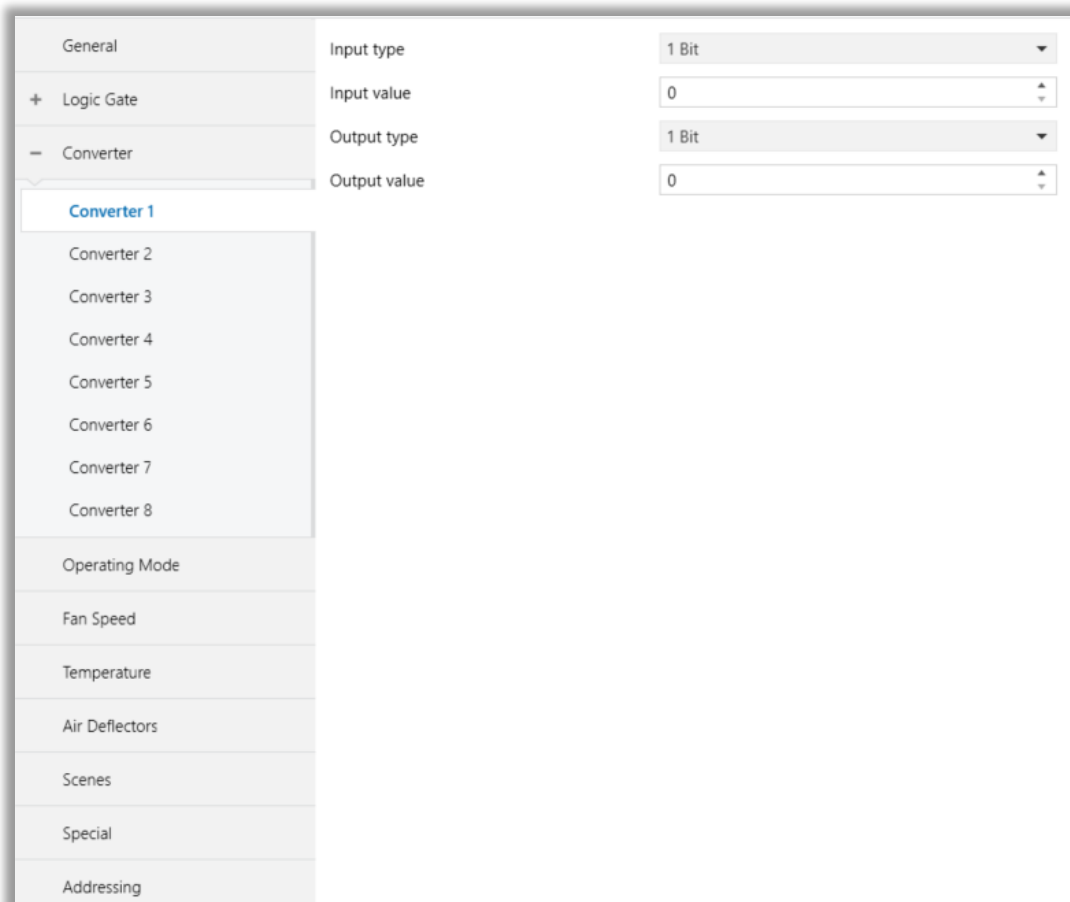 General
+ Logic Gate
− Converter
Converter 1
Converter 2
Converter 3
Converter 4
Converter 5
Converter 6
Converter 7
Converter 8
Operating Mode
Fan Speed
Temperature
Air Deflectors
Scenes
Special
Addressing
Input type 1 Bit
Input value 0
Output type 1 Bit
Output value 0